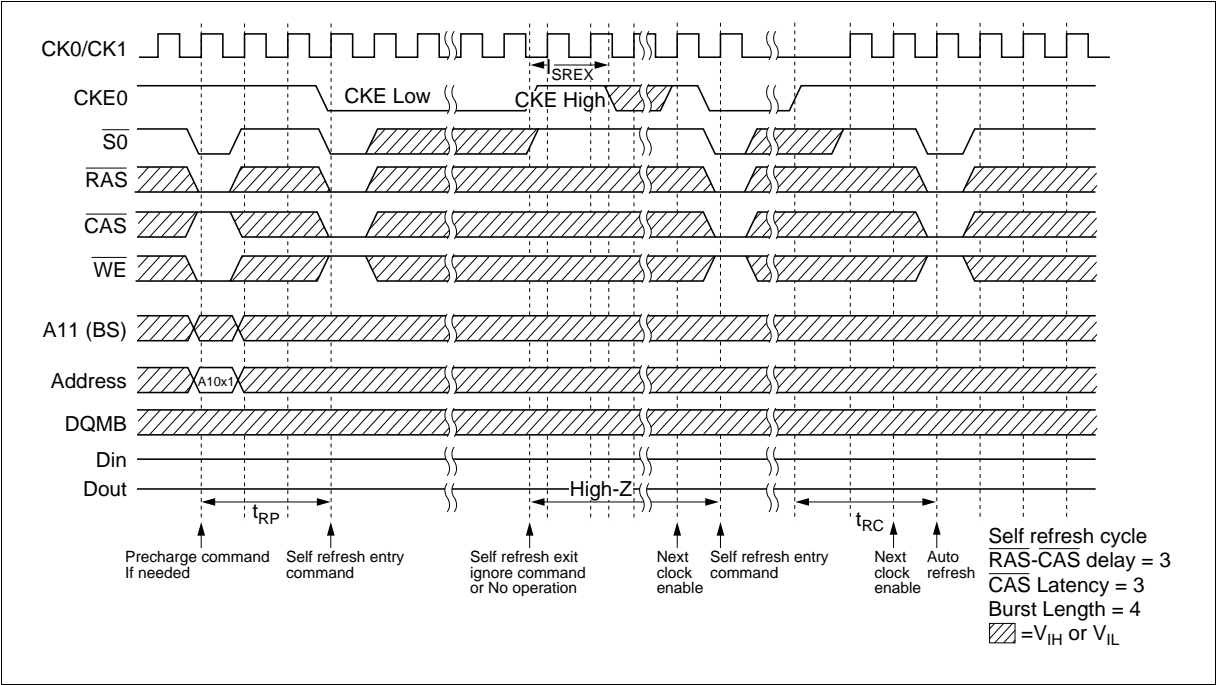 CK0/CK1
l SREX
CKE0
CKE Low
CKE High
S0
RAS
CAS
WE
A11 (BS)
Address
A10x1
DQMB
Din
Dout
High-Z
tRP
tRC
Precharge command
If needed
Self refresh entry
command
Self refresh exit
ignore command
or No operation
Next
clock
enable
Self refresh entry
command
Next
clock
enable
Auto
refresh
Self refresh cycle
RAS-CAS delay = 3
CAS Latency = 3
Burst Length = 4
=VIH or VIL